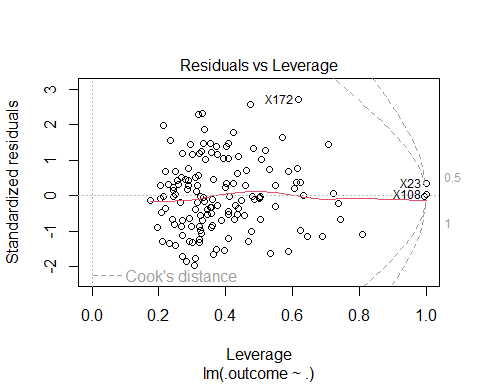 Residuals vs Leverage
Standardized residuals
3
2
1
0
-1
-2
X172
X23
X108
0.5
1
Cook's distance
0.0 0.2 0.4 0.6 0.8 1.0
Leverage
lm(.outcome ~ .)